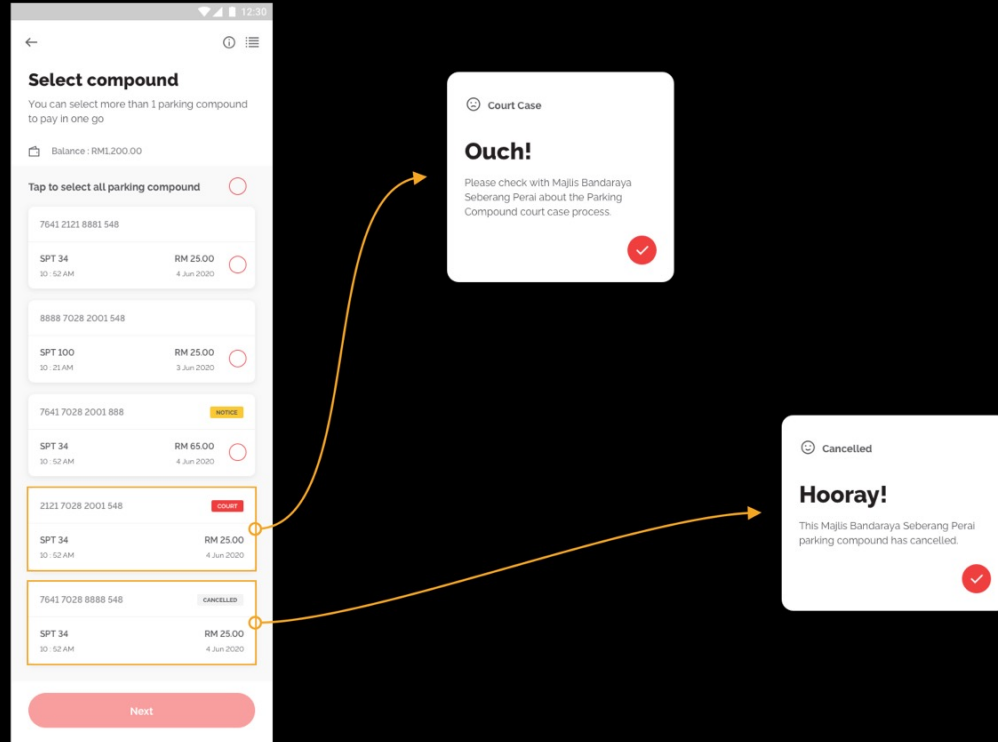 12:30
Select compound
You can select more than 1 parking compound
to pay in one go
Balance : RM1,200.00
Tap to select all parking compound
7641 2121 8881 548
SPT 34 RM 25.00
10 : 52 AM 4 Jun 2020
8888 7028 2001 548
SPT 100 RM 25.00
10 : 21 AM 3 Jun 2020
7641 7028 2001 888 NOTICE
SPT 34 RM 65.00
10 : 52 AM 4 Jun 2020
2121 7028 2001 548 COURT
SPT 34 RM 25.00
10 : 52 AM 4 Jun 2020
7641 7028 8888 548 CANCELLED
SPT 34 RM 25.00
10 : 52 AM 4 Jun 2020
Next
Court Case
Ouch!
Please check with Majlis Bandaraya
Seberang Perai about the Parking
Compound court case process.
Cancelled
Hooray!
This Majlis Bandaraya Seberang Perai
parking compound has cancelled.